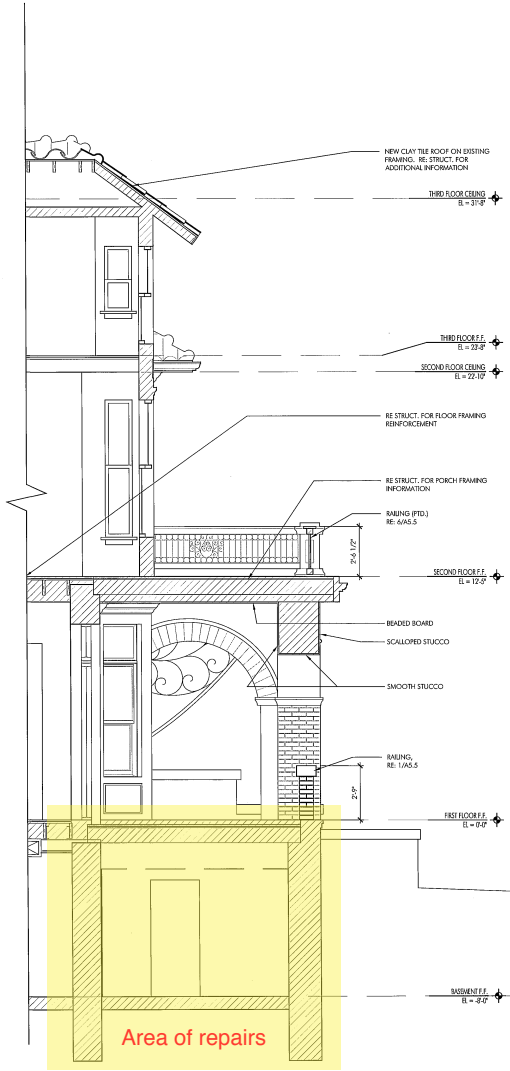 NEW CLAY TILE ROOF ON EXISTING
FRAMING. RE: STRUCT. FOR
ADDITIONAL INFORMATION
THIRD FLOOR CEILING
EL = 31'-8"
THIRD FLOOR F.F.
EL = 23'-8"
SECOND FLOOR CEILING
EL = 22'-10"
RE STRUCT. FOR FLOOR FRAMING
REINFORCEMENT
RE STRUCT. FOR PORCH FRAMING
INFORMATION
RAILING (PTD.)
RE: 6/A5.5
2'-6 1/2"
SECOND FLOOR F.F.
EL = 12'-5"
BEADED BOARD
SCALLOPED STUCCO
SMOOTH STUCCO
RAILING,
RE: 1/A5.5
2'-9"
FIRST FLOOR F.F.
EL = 0'-0"
BASEMENT F.F.
EL = -8'-0"
Area of repairs